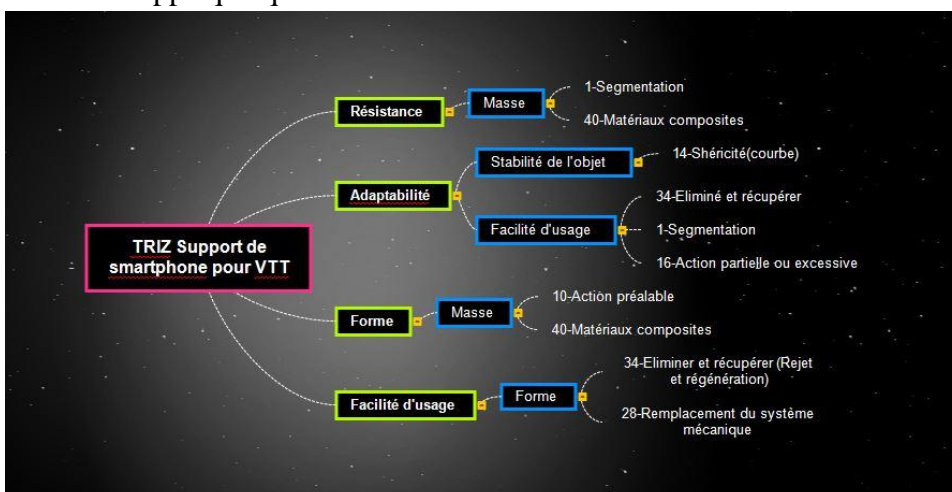 TRIZ Support de
smartphone pour VTT
Résistance
Masse
1-Segmentation
40-Matériaux composites
Adaptabilité
Stabilité de l'objet
14-Shéricité(courbe)
Facilité d'usage
34-Eliminé et récupérer
1-Segmentation
16-Action partielle ou excessive
Forme
Masse
10-Action préalable
40-Matériaux composites
Facilité d'usage
Forme
34-Eliminer et récupérer (Rejet
et régénération)
28-Remplacement du système
mécanique